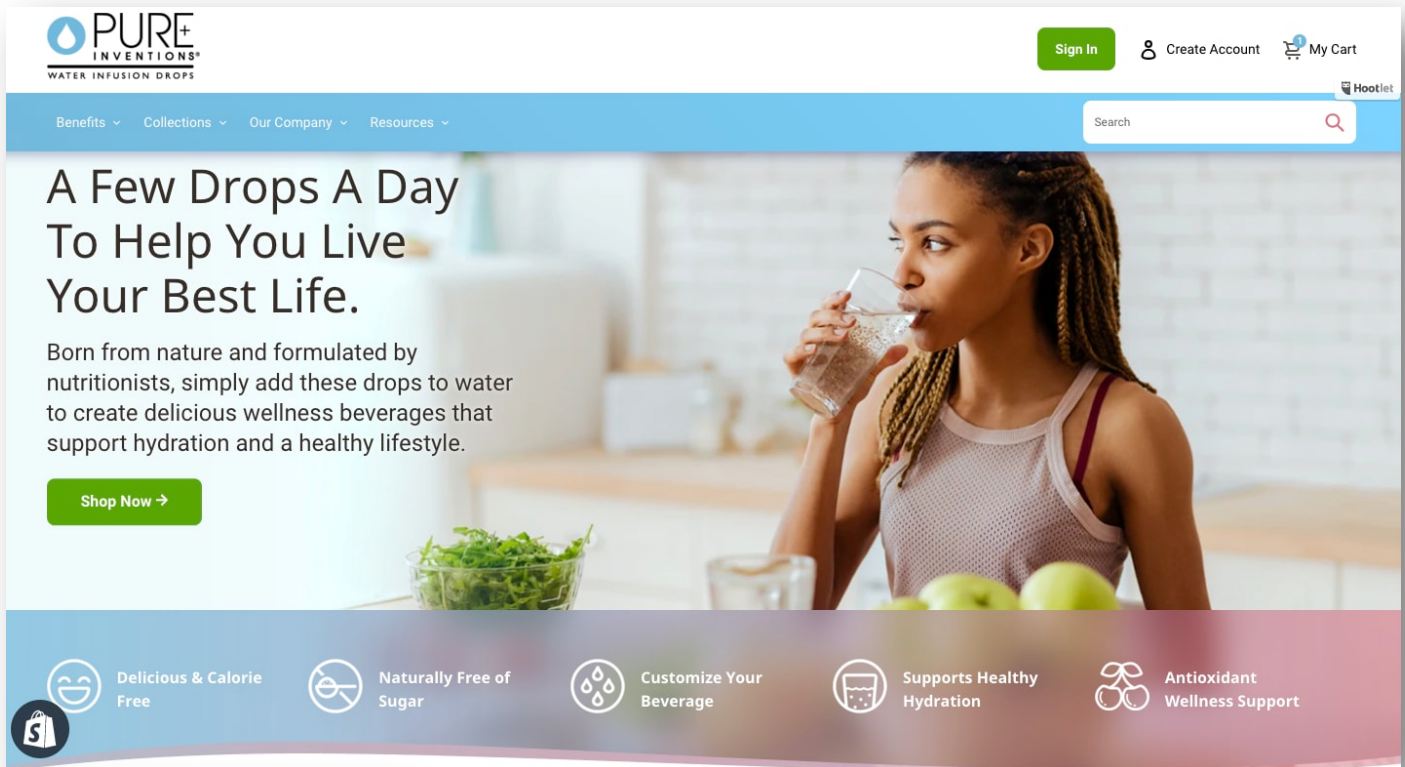 PURE+
INVENTIONS®
WATER INFUSION DROPS
Sign In
Create Account
1
My Cart
Hootlet
Benefits
Collections
Our Company
Resources
Search
A Few Drops A Day
To Help You Live
Your Best Life.
Born from nature and formulated by
nutritionists, simply add these drops to water
to create delicious wellness beverages that
support hydration and a healthy lifestyle.
Shop Now →
Delicious & Calorie
Free
Naturally Free of
Sugar
Customize Your
Beverage
Supports Healthy
Hydration
Antioxidant
Wellness Support
S